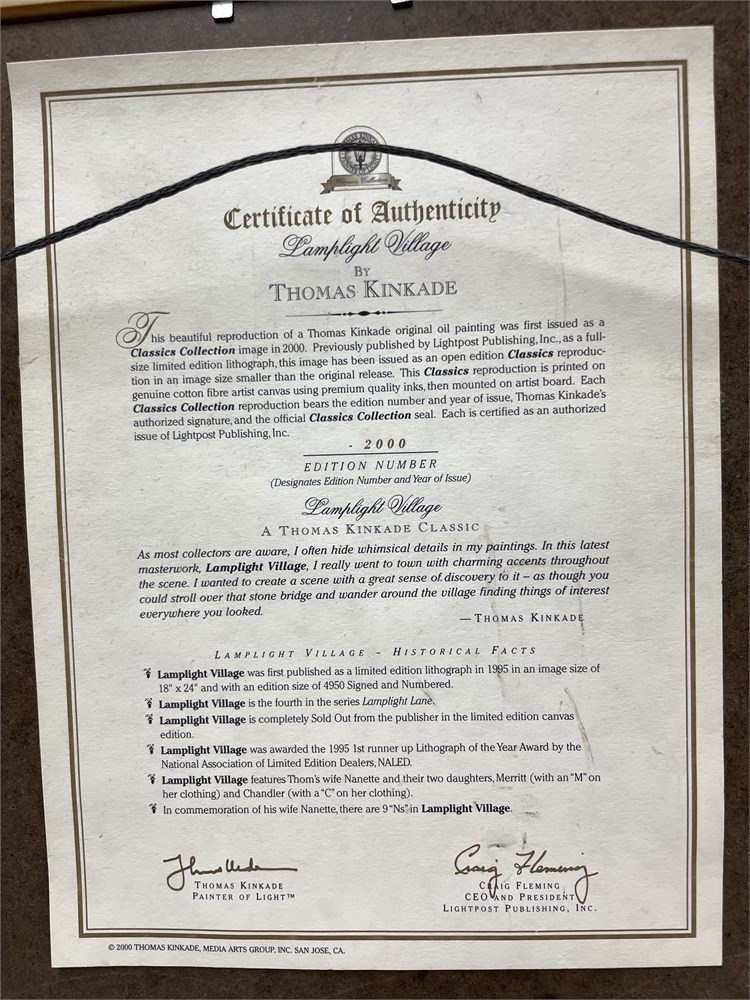 Certificate of Authenticity
Lamplight Village
BY
THOMAS KINKADE
This beautiful reproduction of a Thomas Kinkade original oil painting was first issued as a
Classics Collection image in 2000. Previously published by Lightpost Publishing, Inc., as a full-
size limited edition lithograph, this image has been issued as an open edition Classics reproduc-
tion in an image size smaller than the original release. This Classics reproduction is printed on
genuine cotton fibre artist canvas using premium quality inks, then mounted on artist board. Each
Classics Collection reproduction bears the edition number and year of issue, Thomas Kinkade's
authorized signature, and the official Classics Collection seal. Each is certified as an authorized
issue of Lightpost Publishing, Inc.
- 2000
EDITION NUMBER
(Designates Edition Number and Year of Issue)
Lamplight Village
A THOMAS KINKADE CLASSIC
As most collectors are aware, I often hide whimsical details in my paintings. In this latest
masterwork, Lamplight Village, I really went to town with charming accents throughout
the scene. I wanted to create a scene with a great sense of discovery to it – as though you
could stroll over that stone bridge and wander around the village finding things of interest
everywhere you looked.
— THOMAS KINKADE
LAMPLIGHT VILLAGE – HISTORICAL FACTS
Lamplight Village was first published as a limited edition lithograph in 1995 in an image size of
18" x 24" and with an edition size of 4950 Signed and Numbered.
Lamplight Village is the fourth in the series Lamplight Lane.
Lamplight Village is completely Sold Out from the publisher in the limited edition canvas
edition.
Lamplight Village was awarded the 1995 1st runner up Lithograph of the Year Award by the
National Association of Limited Edition Dealers, NALED.
Lamplight Village features Thom's wife Nanette and their two daughters, Merritt (with an "M" on
her clothing) and Chandler (with a "C" on her clothing).
In commemoration of his wife Nanette, there are 9 "Ns" in Lamplight Village.
Craig Fleming
THOMAS KINKADE
PAINTER OF LIGHT™
CRAIG FLEMING
CEO AND PRESIDENT
LIGHTPOST PUBLISHING, INC.
© 2000 THOMAS KINKADE, MEDIA ARTS GROUP, INC. SAN JOSE, CA.